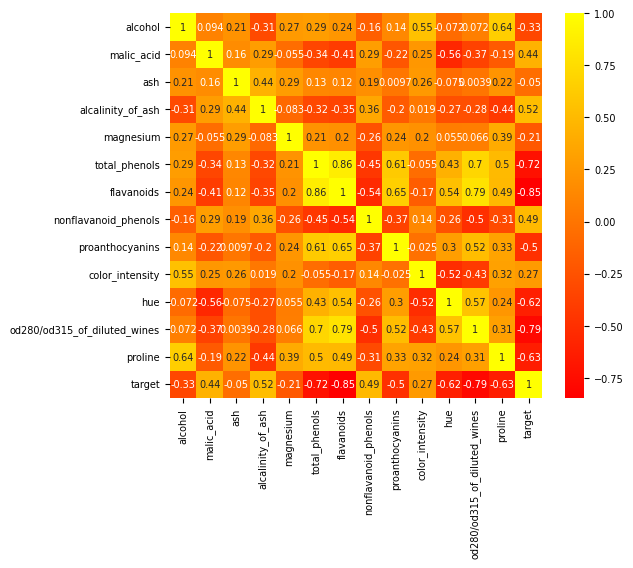 alcohol 1 0.094 0.21 -0.31 0.27 0.29 0.24 -0.16 0.14 0.55 -0.072 0.072 0.64 -0.33
malic_acid 0.094 1 0.16 0.29 -0.055 -0.34 -0.41 0.29 -0.22 0.25 -0.56 -0.37 -0.19 0.44
ash 0.21 0.16 1 0.44 0.29 0.13 0.12 0.19 0.0097 0.26 -0.075 0.0039 0.22 -0.05
alcalinity_of_ash -0.31 0.29 0.44 1 -0.083 -0.32 -0.35 0.36 -0.2 0.019 -0.27 -0.28 -0.44 0.52
magnesium 0.27 -0.055 0.29 -0.083 1 0.21 0.2 -0.26 0.24 0.2 0.055 0.066 0.39 -0.21
total_phenols 0.29 -0.34 0.13 -0.32 0.21 1 0.86 -0.45 0.61 -0.055 0.43 0.7 0.5 -0.72
flavanoids 0.24 -0.41 0.12 -0.35 0.2 0.86 1 -0.54 0.65 -0.17 0.54 0.79 0.49 -0.85
nonflavanoid_phenols -0.16 0.29 0.19 0.36 -0.26 -0.45 -0.54 1 -0.37 0.14 -0.26 -0.5 -0.31 0.49
proanthocyanins 0.14 -0.22 0.0097 -0.2 0.24 0.61 0.65 -0.37 1 -0.025 0.3 0.52 0.33 -0.5
color_intensity 0.55 0.25 0.26 0.019 0.2 -0.055 -0.17 0.14 -0.025 1 -0.52 -0.43 0.32 0.27
hue -0.072 -0.56 -0.075 -0.27 0.055 0.43 0.54 -0.26 0.3 -0.52 1 0.57 0.24 -0.62
od280/od315_of_diluted_wines 0.072 -0.37 0.0039 -0.28 0.066 0.7 0.79 -0.5 0.52 -0.43 0.57 1 0.31 -0.79
proline 0.64 -0.19 0.22 -0.44 0.39 0.5 0.49 -0.31 0.33 0.32 0.24 0.31 1 -0.63
target -0.33 0.44 -0.05 0.52 -0.21 -0.72 -0.85 0.49 -0.5 0.27 -0.62 -0.79 -0.63 1
alcohol
malic_acid
ash
alcalinity_of_ash
magnesium
total_phenols
flavanoids
nonflavanoid_phenols
proanthocyanins
color_intensity
hue
od280/od315_of_diluted_wines
proline
target
1.00
0.75
0.50
0.25
0.00
−0.25
−0.50
−0.75